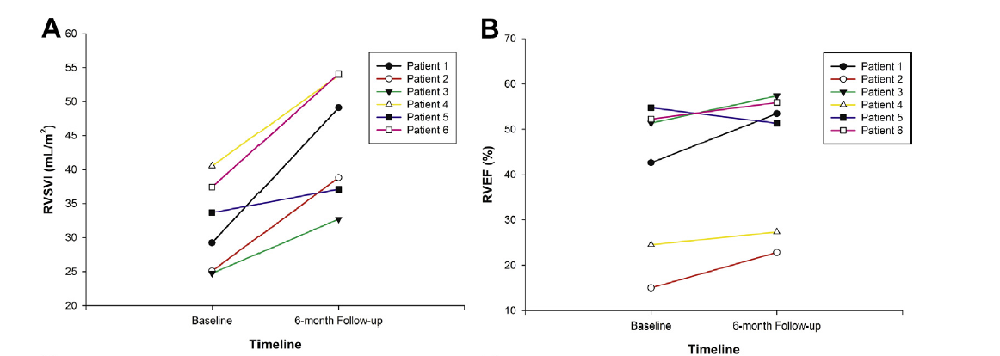 A
60
55
50
45
40
35
30
25
20
RVSVI (mL/m²)
Baseline
6-month Follow-up
Timeline
Patient 1
Patient 2
Patient 3
Patient 4
Patient 5
Patient 6
B
70
60
50
40
30
20
10
RVEF (%)
Baseline
6-month Follow-up
Timeline
Patient 1
Patient 2
Patient 3
Patient 4
Patient 5
Patient 6